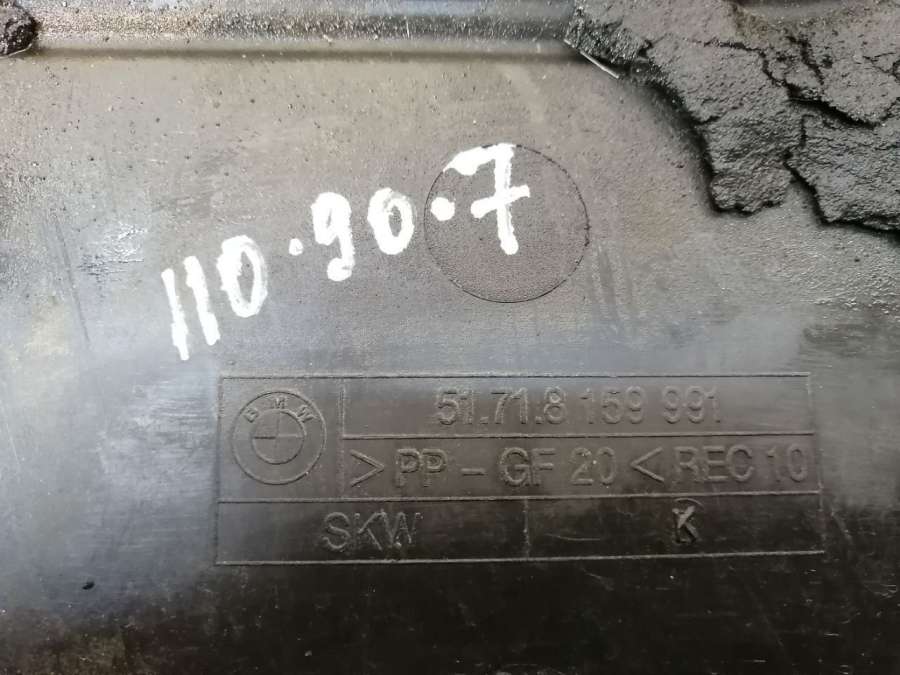 110.90.7
BMW
51.71.8 159 991
>PP-GF 20< REC 10
SKW
K